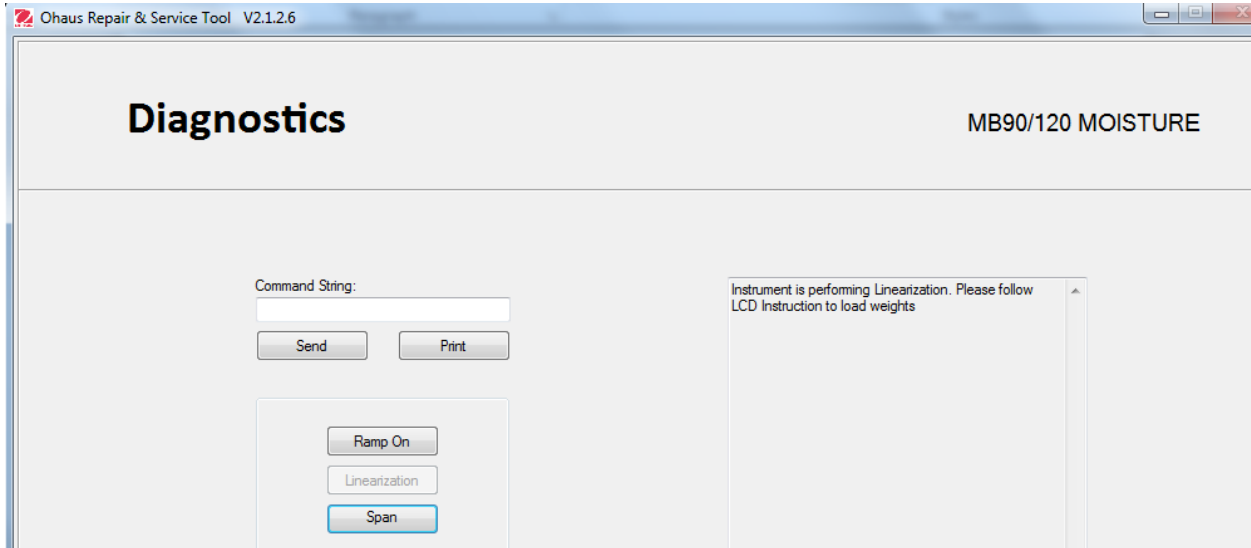 Ohaus Repair & Service Tool V2.1.2.6
Diagnostics
MB90/120 MOISTURE
Command String:
Send
Print
Ramp On
Linearization
Span
Instrument is performing Linearization. Please follow
LCD Instruction to load weights